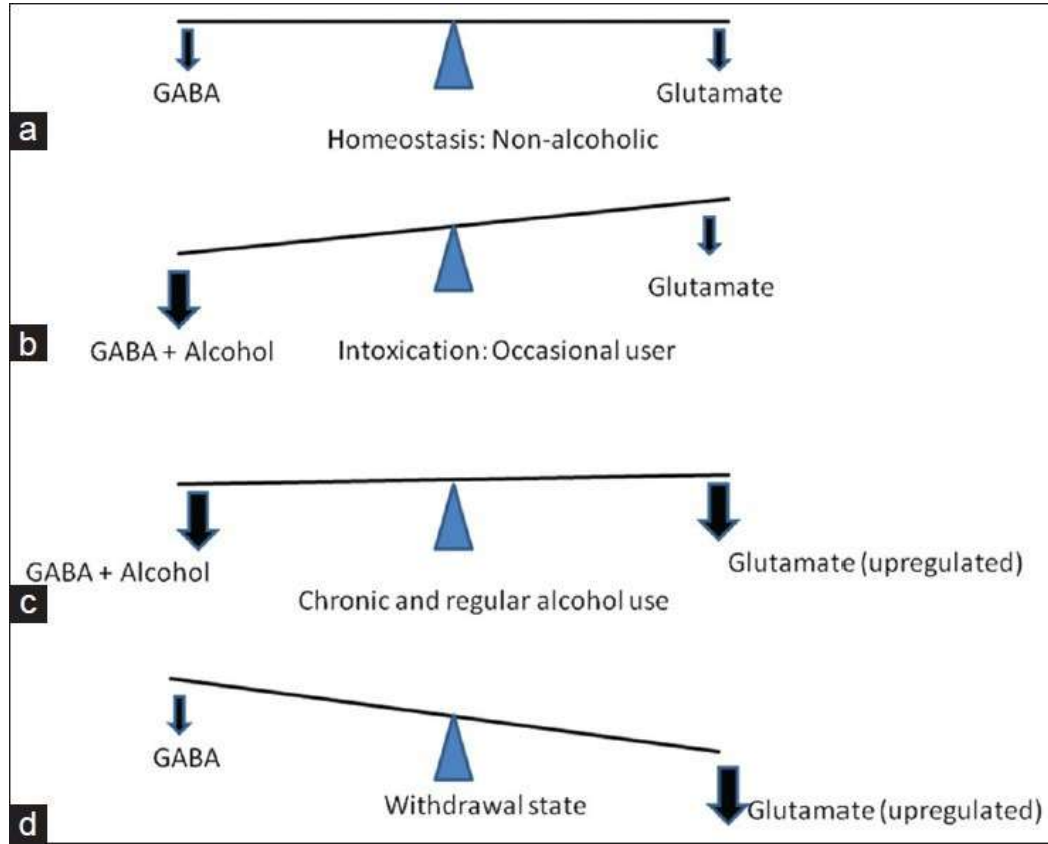 GABA
Glutamate
a
Homeostasis: Non-alcoholic
Glutamate
b
GABA + Alcohol
Intoxication: Occasional user
GABA + Alcohol
Glutamate (upregulated)
c
Chronic and regular alcohol use
GABA
Withdrawal state
Glutamate (upregulated)
d